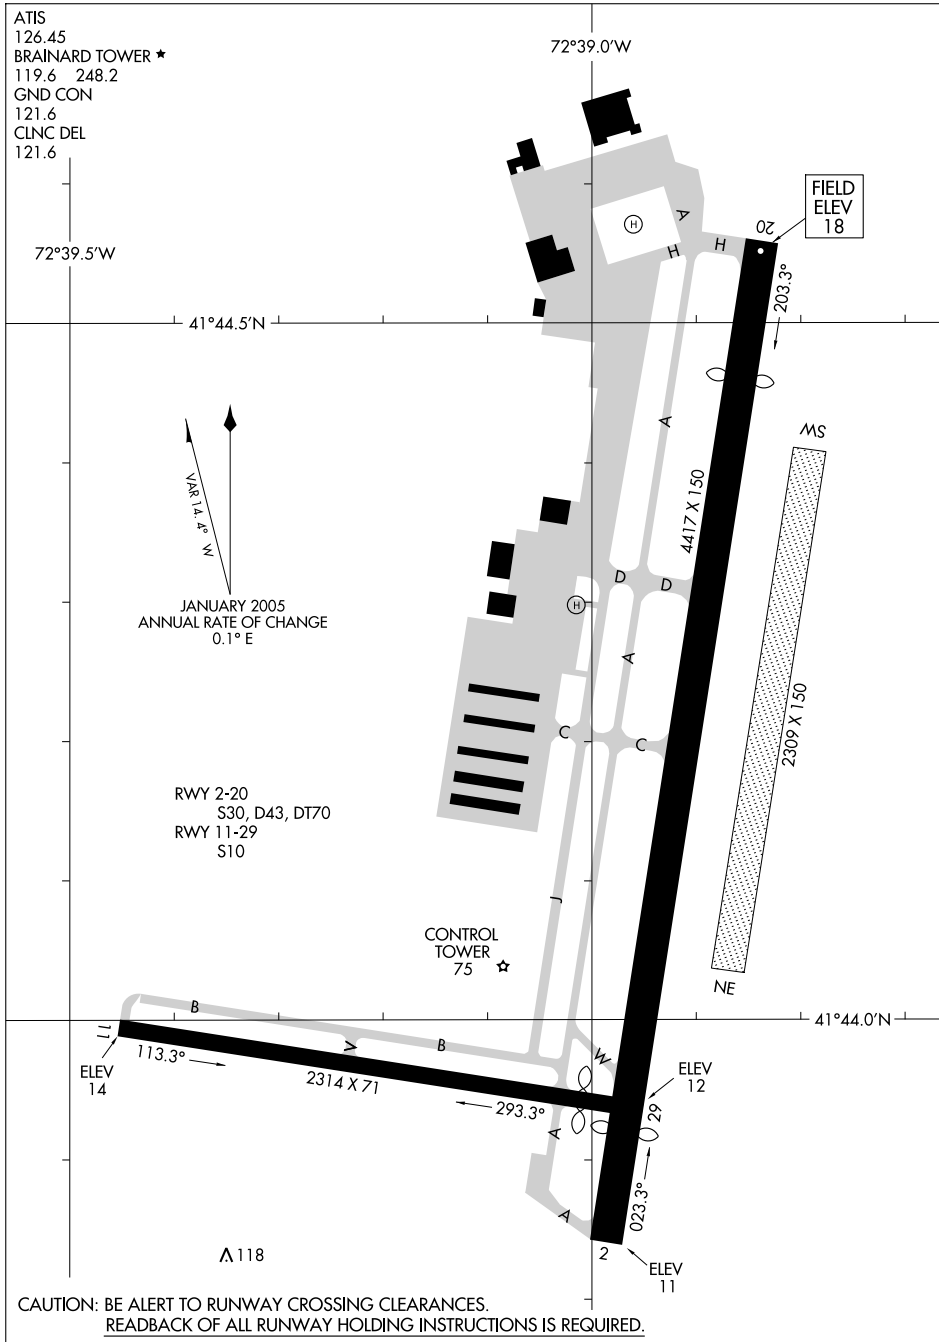 ATIS
126.45
BRAINARD TOWER ★
119.6 248.2
GND CON
121.6
CLNC DEL
121.6
72°39.0'W
72°39.5'W
FIELD
ELEV
18
20
A
H
H
H
203.3°
41°44.5'N
A
SW
VAR 14.4° W
4417 X 150
JANUARY 2005
ANNUAL RATE OF CHANGE
0.1° E
D
D
H
A
2309 X 150
C
C
RWY 2-20
S30, D43, DT70
RWY 11-29
S10
J
CONTROL
TOWER
75
NE
B
B
V
W
11
41°44.0'N
113.3°
ELEV
14
2314 X 71
293.3°
ELEV
12
29
A
A
023.3°
2
ELEV
11
118
CAUTION: BE ALERT TO RUNWAY CROSSING CLEARANCES.
READBACK OF ALL RUNWAY HOLDING INSTRUCTIONS IS REQUIRED.